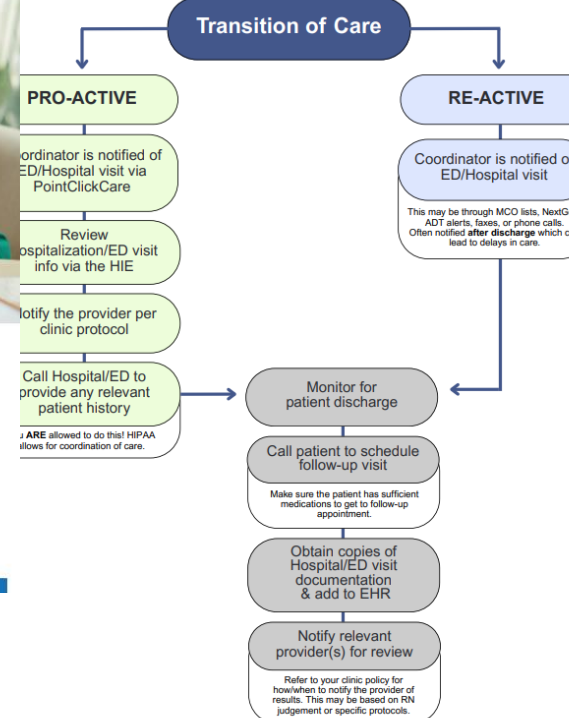 Transition of Care
PRO-ACTIVE
RE-ACTIVE
ordinator is notified of
ED/Hospital visit via
PointClickCare
Review
ospitalization/ED visit
info via the HIE
otify the provider per
clinic protocol
Call Hospital/ED to
provide any relevant
patient history
u ARE allowed to do this! HIPAA
allows for coordination of care.
Coordinator is notified o
ED/Hospital visit
This may be through MCO lists, NextG
ADT alerts, faxes, or phone calls.
Often notified after discharge which c
lead to delays in care.
Monitor for
patient discharge
Call patient to schedule
follow-up visit
Make sure the patient has sufficient
medications to get to follow-up
appointment.
Obtain copies of
Hospital/ED visit
documentation
& add to EHR
Notify relevant
provider(s) for review
Refer to your clinic policy for
how/when to notify the provider of
results. This may be based on RN
judgement or specific protocols.